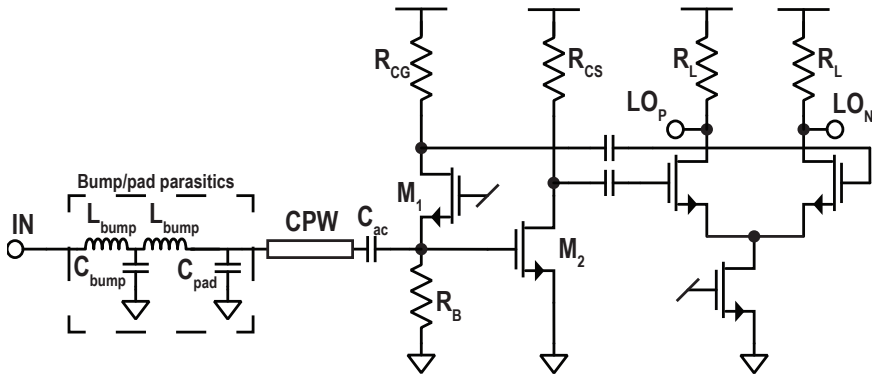 R_CG
R_CS
R_L
R_L
LO_P
LO_N
Bump/pad parasitics
IN
L_bump
L_bump
C_bump
C_pad
CPW
C_ac
M_1
M_2
R_B